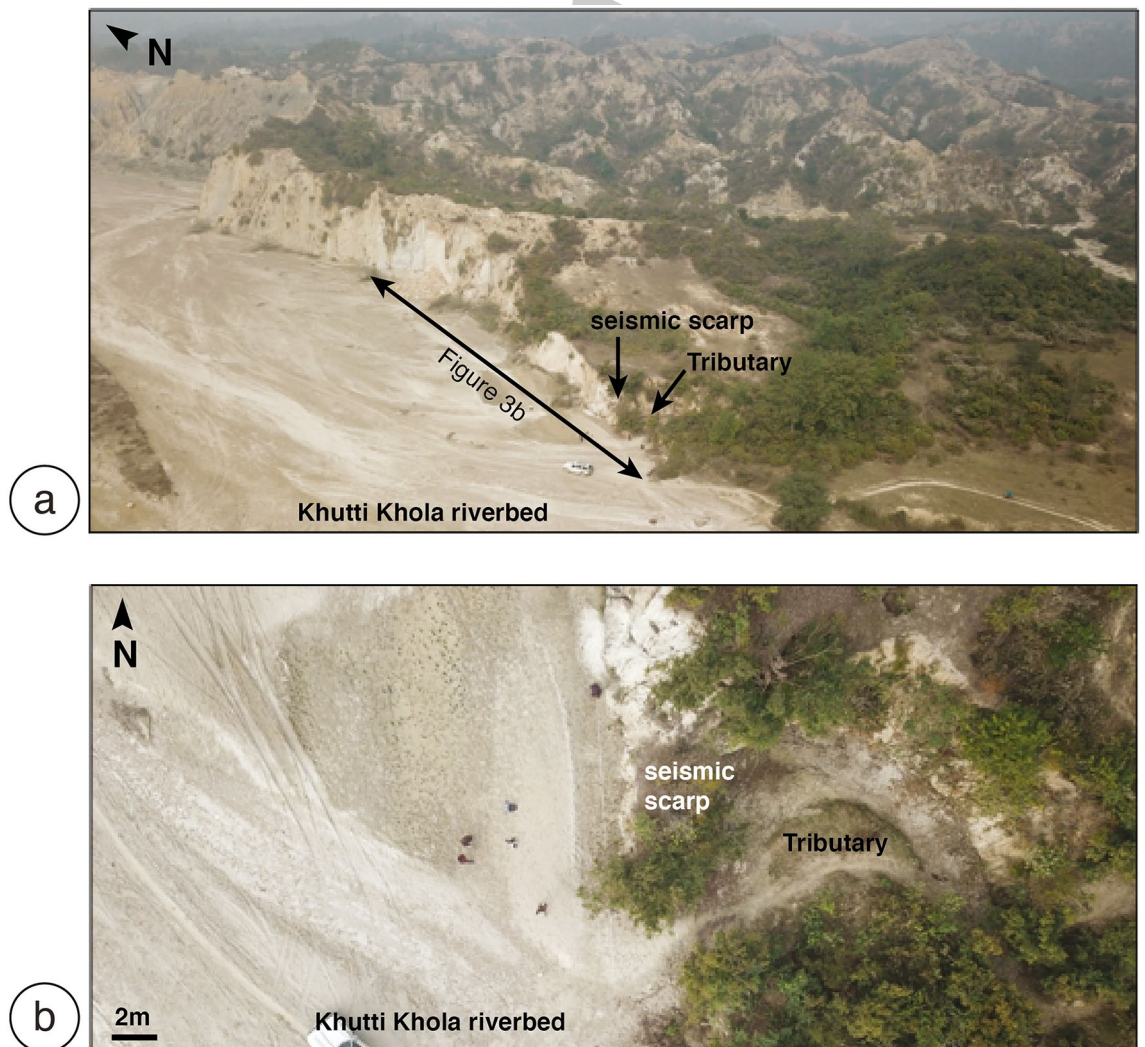 N
seismic scarp
Tributary
Figure 3b
Khutti Khola riverbed
a
N
seismic
scarp
Tributary
2m
Khutti Khola riverbed
b